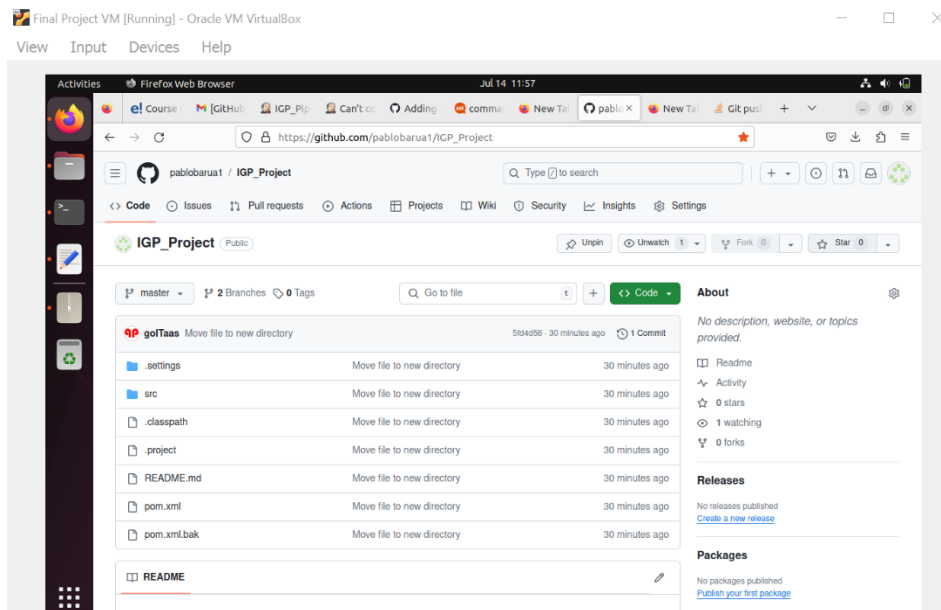 Final Project VM [Running] - Oracle VM VirtualBox
View Input Devices Help
Activities Firefox Web Browser Jul 14 11:57
Course [GitHub IGP_Pip Can't co Adding comma New Ta pablo New Ta Git pus
https://github.com/pablobarua1/IGP_Project
pablobarua1 / IGP_Project Type / to search
Code Issues Pull requests Actions Projects Wiki Security Insights Settings
IGP_Project Public Unpin Unwatch 1 Fork 0 Star 0
master 2 Branches 0 Tags Go to file t Code
About
No description, website, or topics
provided.
Readme
Activity
0 stars
1 watching
0 forks
Releases
No releases published
Create a new release
Packages
No packages published
Publish your first package
golTaas Move file to new directory 5fd4d56 · 30 minutes ago 1 Commit
.settings Move file to new directory 30 minutes ago
src Move file to new directory 30 minutes ago
.classpath Move file to new directory 30 minutes ago
.project Move file to new directory 30 minutes ago
README.md Move file to new directory 30 minutes ago
pom.xml Move file to new directory 30 minutes ago
pom.xml.bak Move file to new directory 30 minutes ago
README